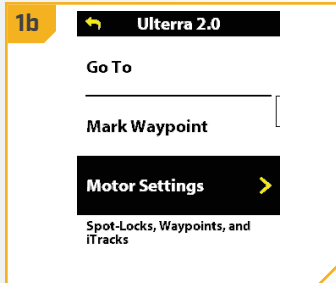 1b
Ulterra 2.0
Go To
Mark Waypoint
Motor Settings
Spot-Locks, Waypoints, and
iTracks